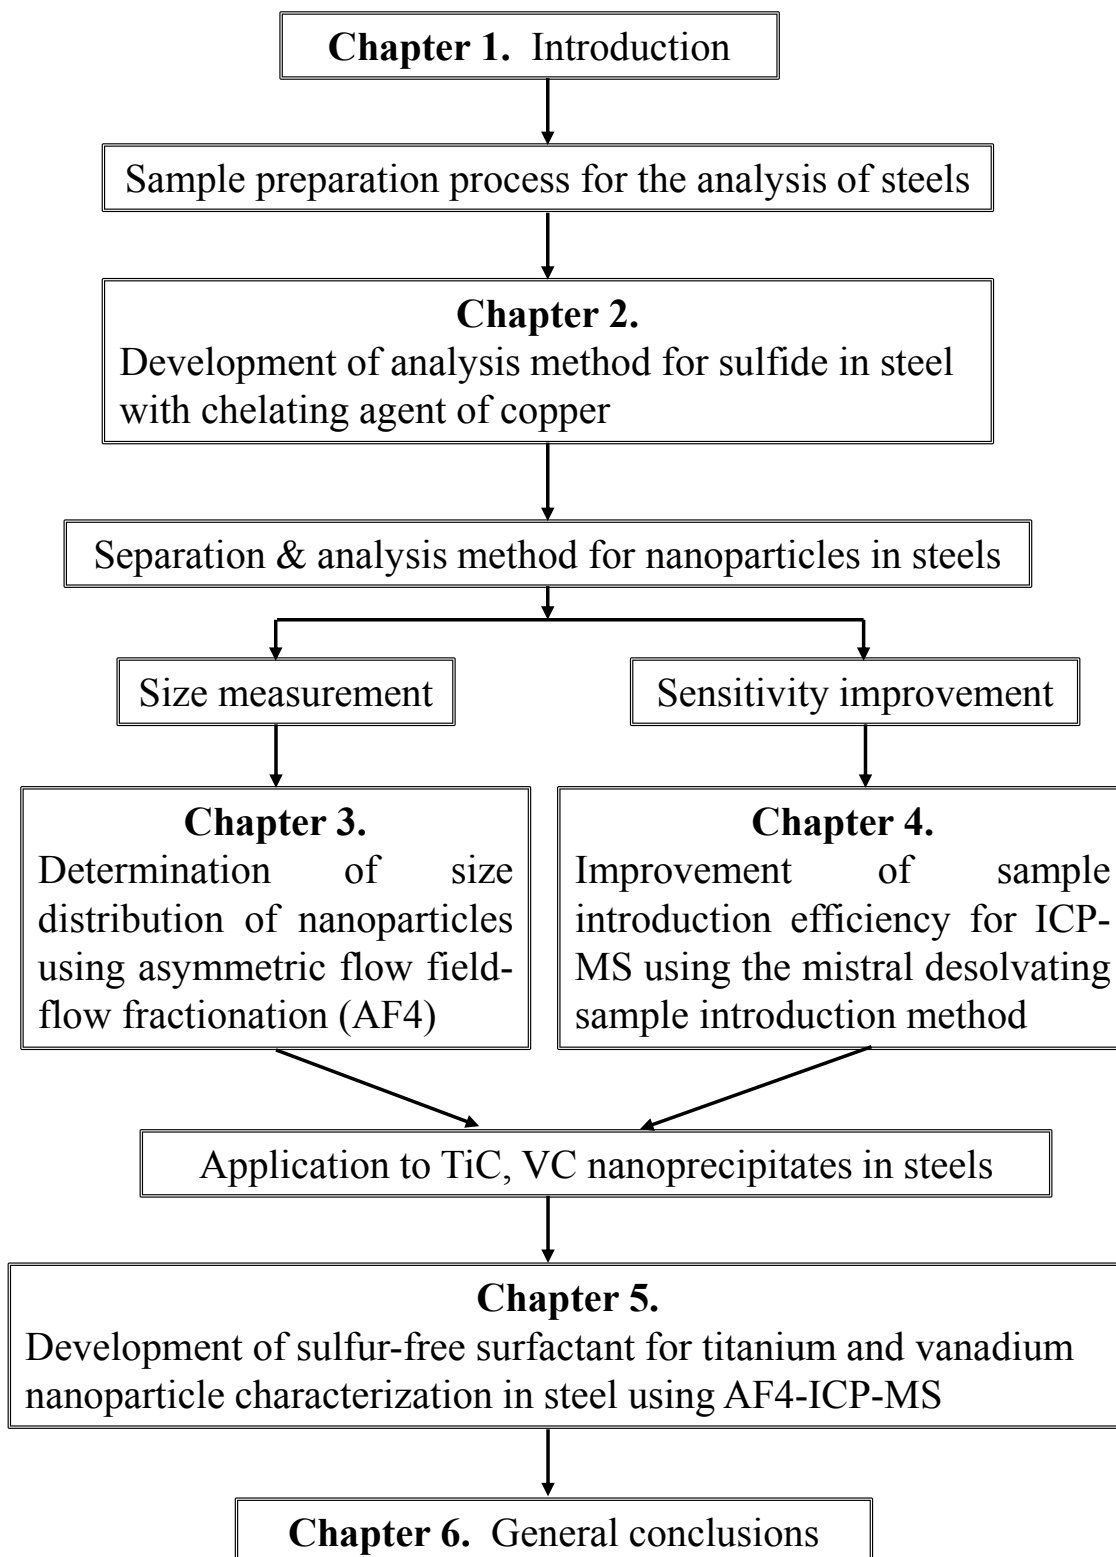 Chapter 1. Introduction
Sample preparation process for the analysis of steels
Chapter 2.
Development of analysis method for sulfide in steel
with chelating agent of copper
Separation & analysis method for nanoparticles in steels
Size measurement
Sensitivity improvement
Chapter 3.
Determination of size
distribution of nanoparticles
using asymmetric flow field-
flow fractionation (AF4)
Chapter 4.
Improvement of sample
introduction efficiency for ICP-
MS using the mistral desolvating
sample introduction method
Application to TiC, VC nanoprecipitates in steels
Chapter 5.
Development of sulfur-free surfactant for titanium and vanadium
nanoparticle characterization in steel using AF4-ICP-MS
Chapter 6. General conclusions